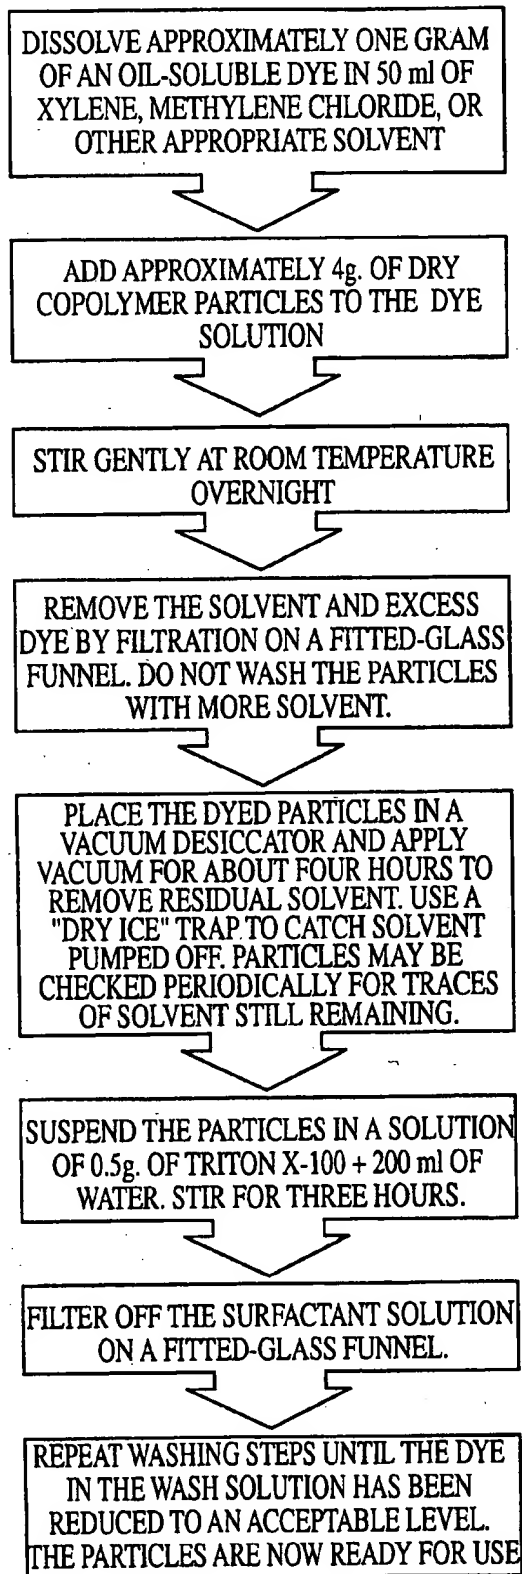 DISSOLVE APPROXIMATELY ONE GRAM
OF AN OIL-SOLUBLE DYE IN 50 ml OF
XYLENE, METHYLENE CHLORIDE, OR
OTHER APPROPRIATE SOLVENT
ADD APPROXIMATELY 4g. OF DRY
COPOLYMER PARTICLES TO THE DYE
SOLUTION
STIR GENTLY AT ROOM TEMPERATURE
OVERNIGHT
REMOVE THE SOLVENT AND EXCESS
DYE BY FILTRATION ON A FITTED-GLASS
FUNNEL. DO NOT WASH THE PARTICLES
WITH MORE SOLVENT.
PLACE THE DYED PARTICLES IN A
VACUUM DESICCATOR AND APPLY
VACUUM FOR ABOUT FOUR HOURS TO
REMOVE RESIDUAL SOLVENT. USE A
"DRY ICE" TRAP TO CATCH SOLVENT
PUMPED OFF. PARTICLES MAY BE
CHECKED PERIODICALLY FOR TRACES
OF SOLVENT STILL REMAINING.
SUSPEND THE PARTICLES IN A SOLUTION
OF 0.5g. OF TRITON X-100 + 200 ml OF
WATER. STIR FOR THREE HOURS.
FILTER OFF THE SURFACTANT SOLUTION
ON A FITTED-GLASS FUNNEL.
REPEAT WASHING STEPS UNTIL THE DYE
IN THE WASH SOLUTION HAS BEEN
REDUCED TO AN ACCEPTABLE LEVEL.
THE PARTICLES ARE NOW READY FOR USE